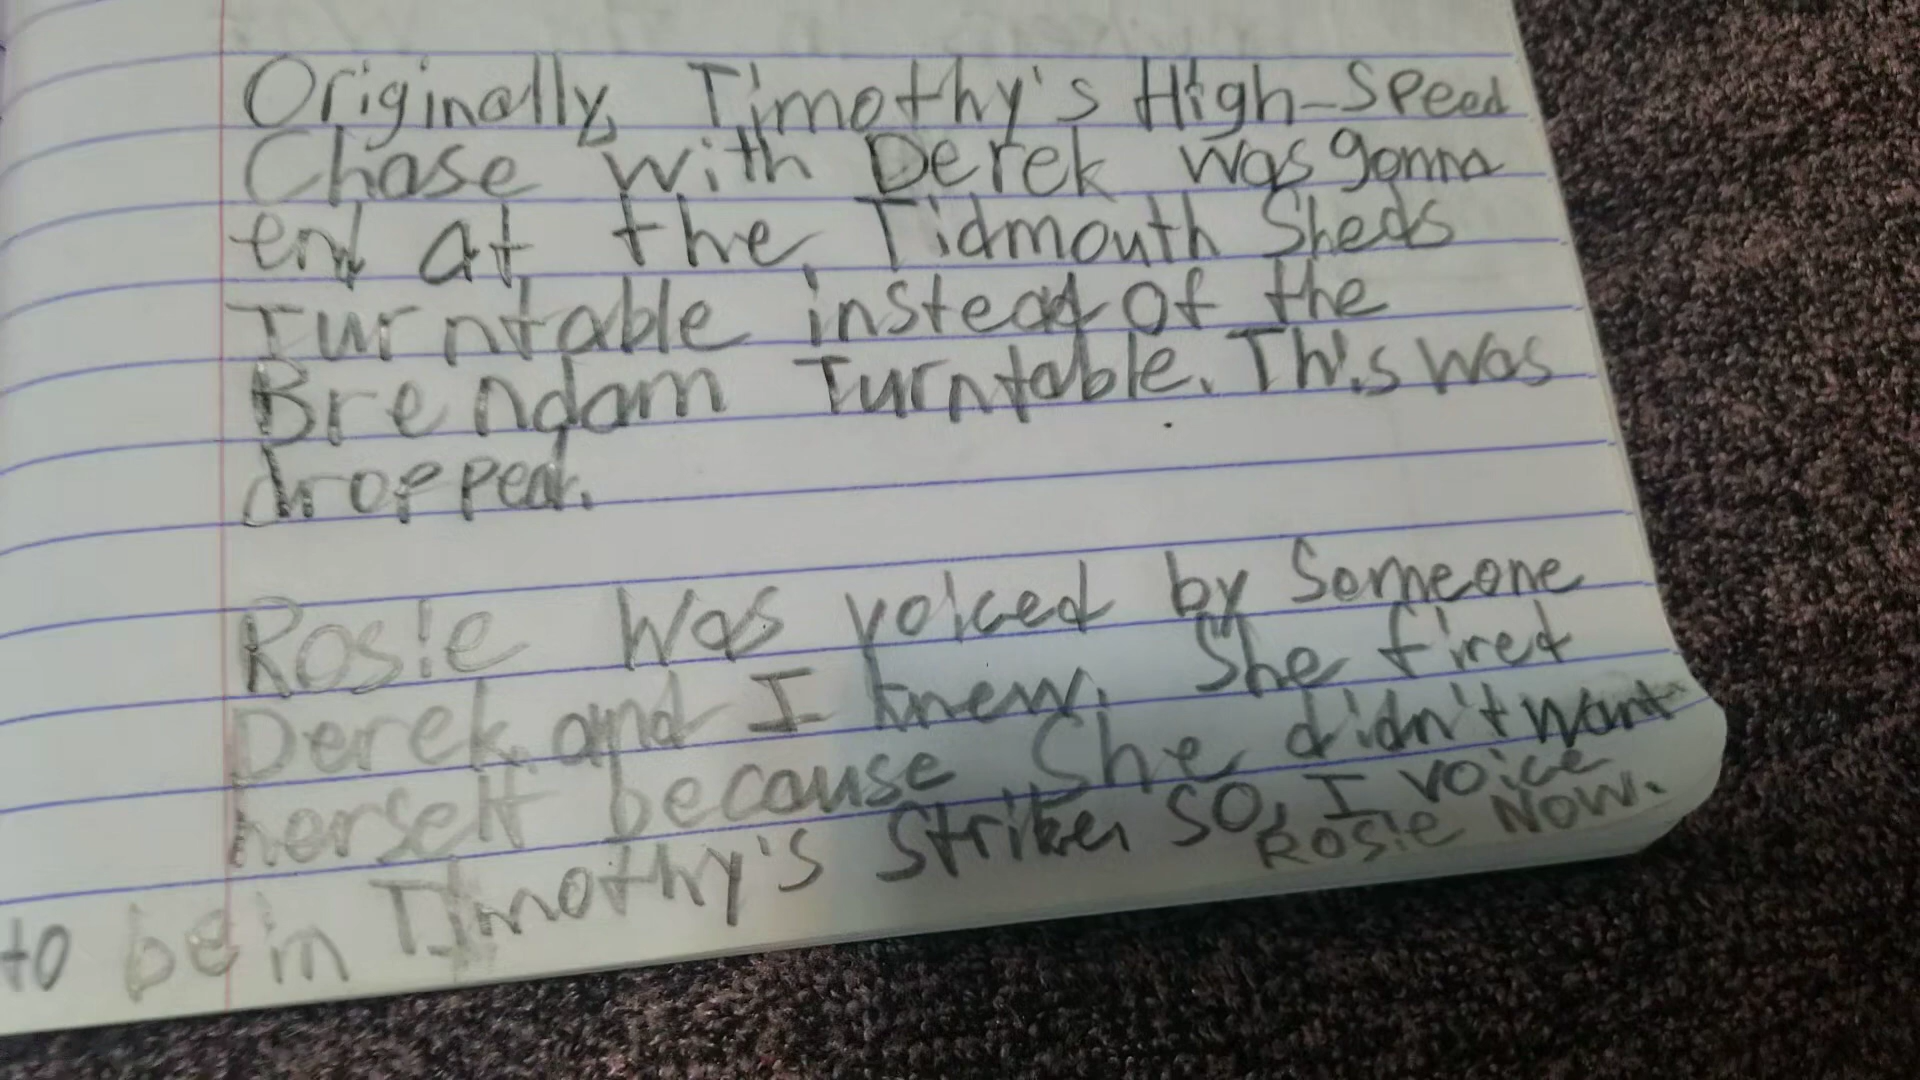 Originally, Timothy's High-Speed
Chase with Derek was gonna
end at the Tidmouth Sheds
Turntable instead of the
Brendam Turntable. This was
dropped.
Rosie was voiced by Someone
Derek and I knew. She fired
herself because She didn't want
to be in Timothy's Strike, SO, I voice
Rosie Now.